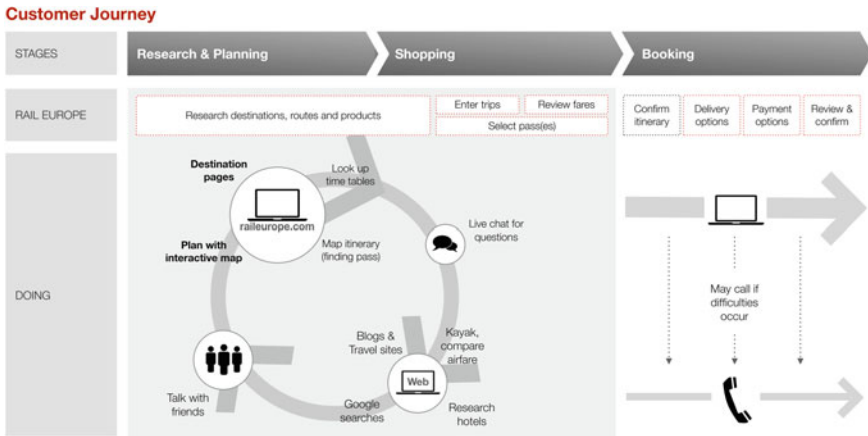 Customer Journey
STAGES
Research & Planning
Shopping
Booking
RAIL EUROPE
Research destinations, routes and products
Enter trips
Review fares
Select pass(es)
Confirm
itinerary
Delivery
options
Payment
options
Review &
confirm
DOING
Destination
pages
Look up
time tables
raileurope.com
Plan with
interactive map
Map itinerary
(finding pass)
Live chat for
questions
May call if
difficulties
occur
Blogs &
Travel sites
Kayak,
compare
airfare
Web
Talk with
friends
Google
searches
Research
hotels